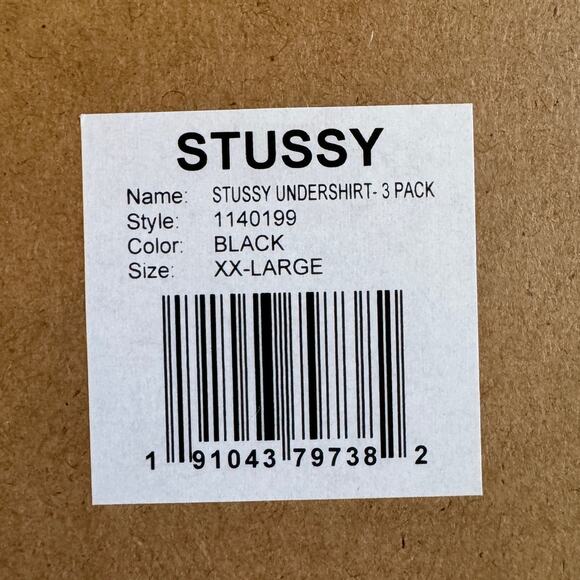 STUSSY
Name: STUSSY UNDERSHIRT- 3 PACK
Style: 1140199
Color: BLACK
Size: XX-LARGE
1 91043 79738 2